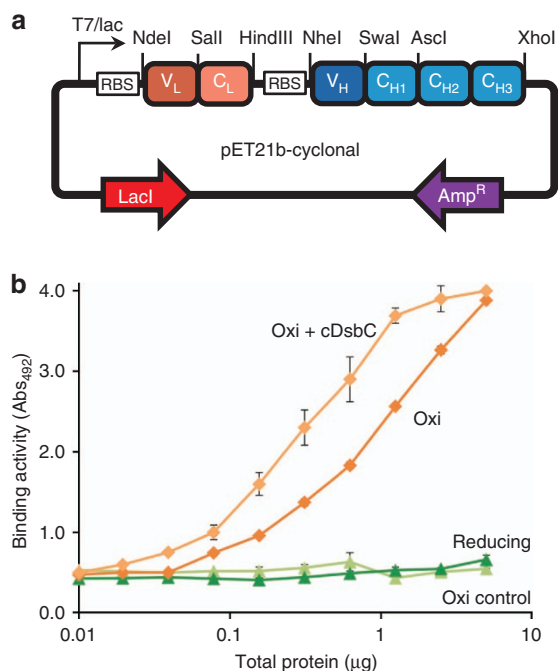 a
T7/lac
NdeI SalI HindIII NheI SwaI AscI XhoI
RBS VL CL RBS VH CH1 CH2 CH3
pET21b-cyclonal
LacI AmpR
b
Binding activity (Abs492)
4.0
3.0
2.0
1.0
0.0
Oxi + cDsbC
Oxi
Reducing
Oxi control
0.01 0.1 1 10
Total protein (µg)